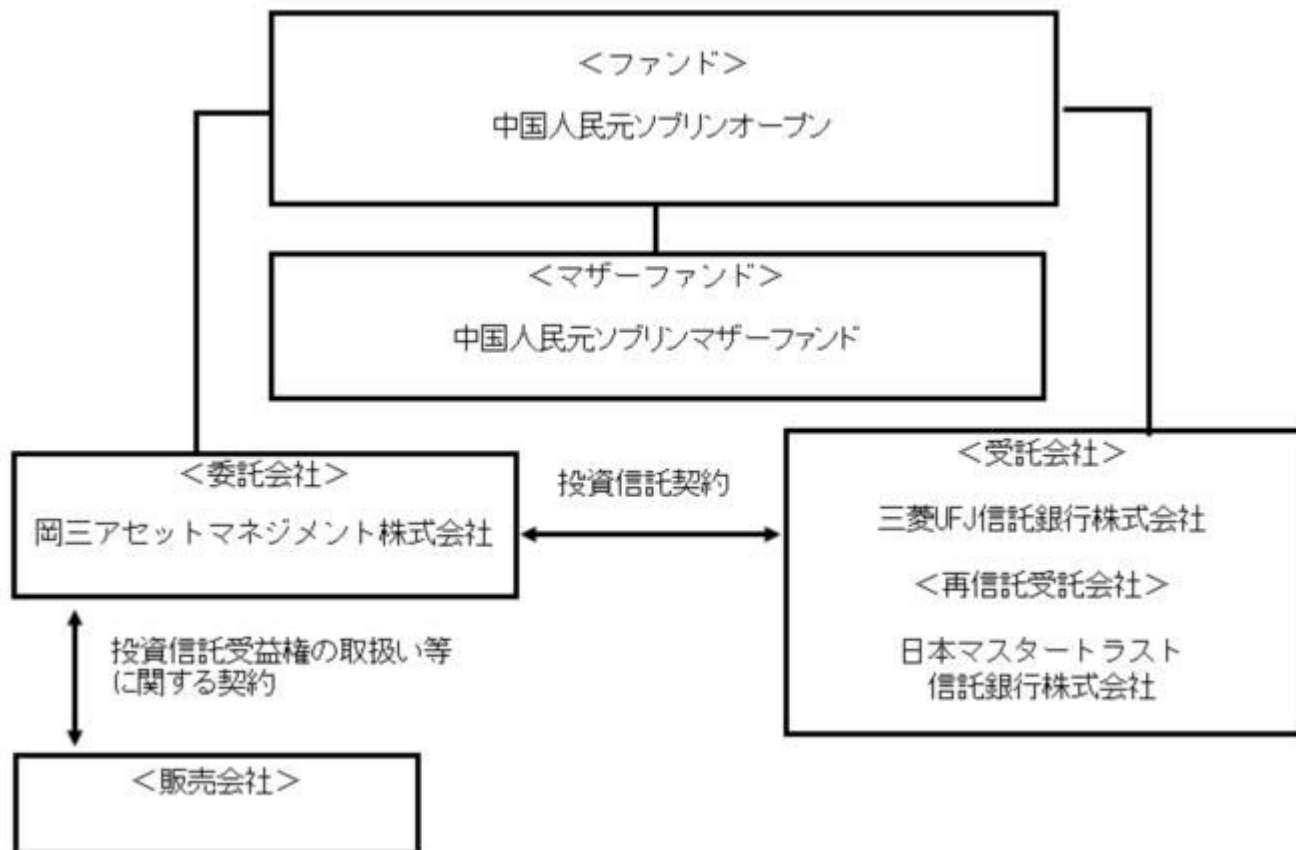 ＜ファンド＞
中国人民元ソブリンオープン
＜マザーファンド＞
中国人民元ソブリンマザーファンド
＜委託会社＞
岡三アセットマネジメント株式会社
投資信託契約
＜受託会社＞
三菱UFJ信託銀行株式会社
＜再信託受託会社＞
日本マスタートラスト
信託銀行株式会社
投資信託受益権の取扱い等
に関する契約
＜販売会社＞